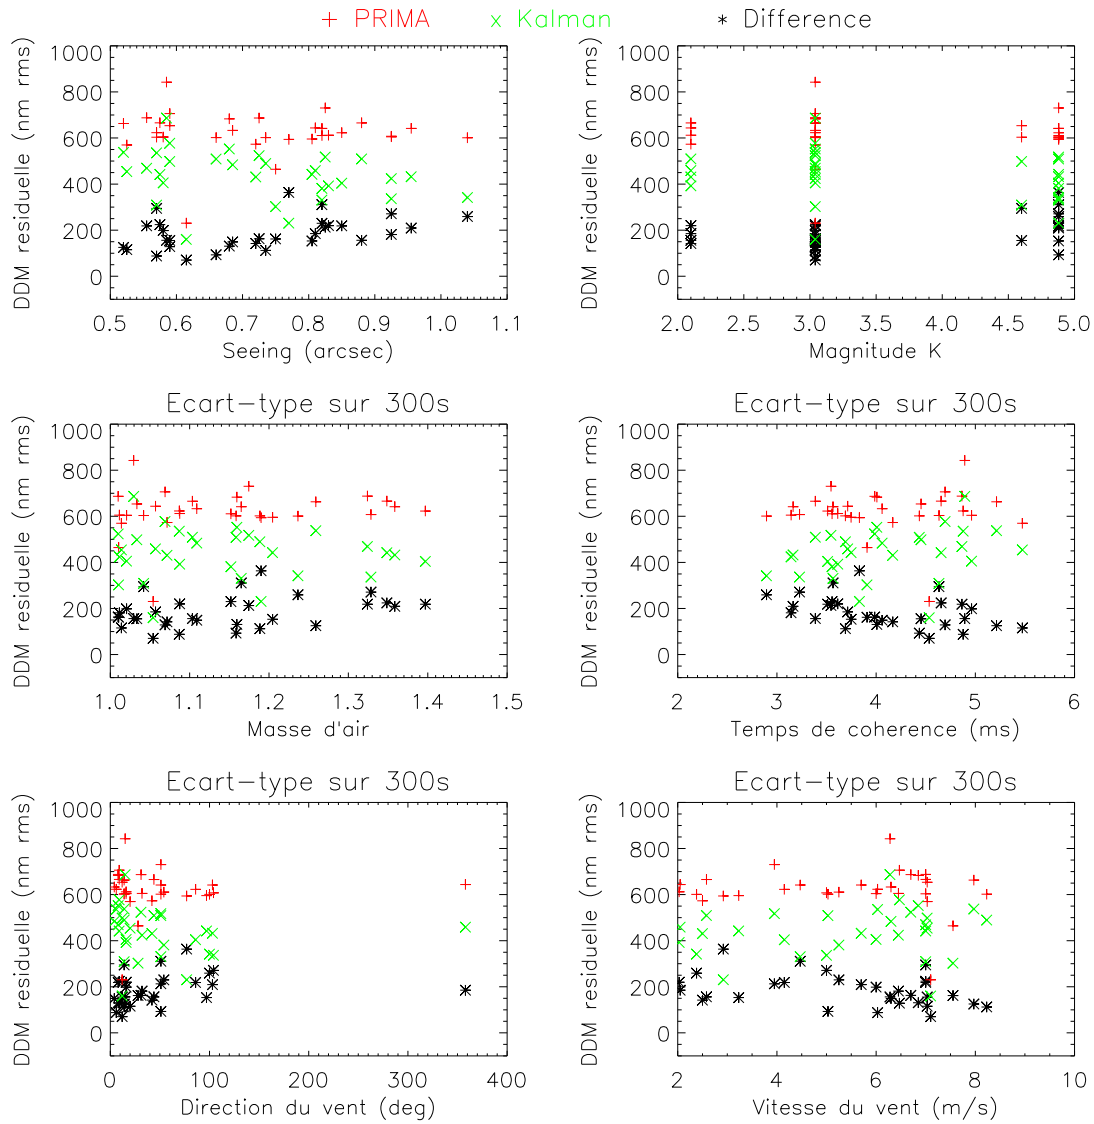 + PRIMA × Kalman * Difference
DDM residuelle (nm rms)
1000
800
600
400
200
0
0.5 0.6 0.7 0.8 0.9 1.0 1.1
Seeing (arcsec)
DDM residuelle (nm rms)
1000
800
600
400
200
0
2.0 2.5 3.0 3.5 4.0 4.5 5.0
Magnitude K
Ecart-type sur 300s
DDM residuelle (nm rms)
1000
800
600
400
200
0
1.0 1.1 1.2 1.3 1.4 1.5
Masse d'air
Ecart-type sur 300s
DDM residuelle (nm rms)
1000
800
600
400
200
0
2 3 4 5 6
Temps de coherence (ms)
Ecart-type sur 300s
DDM residuelle (nm rms)
1000
800
600
400
200
0
0 100 200 300 400
Direction du vent (deg)
Ecart-type sur 300s
DDM residuelle (nm rms)
1000
800
600
400
200
0
2 4 6 8 10
Vitesse du vent (m/s)